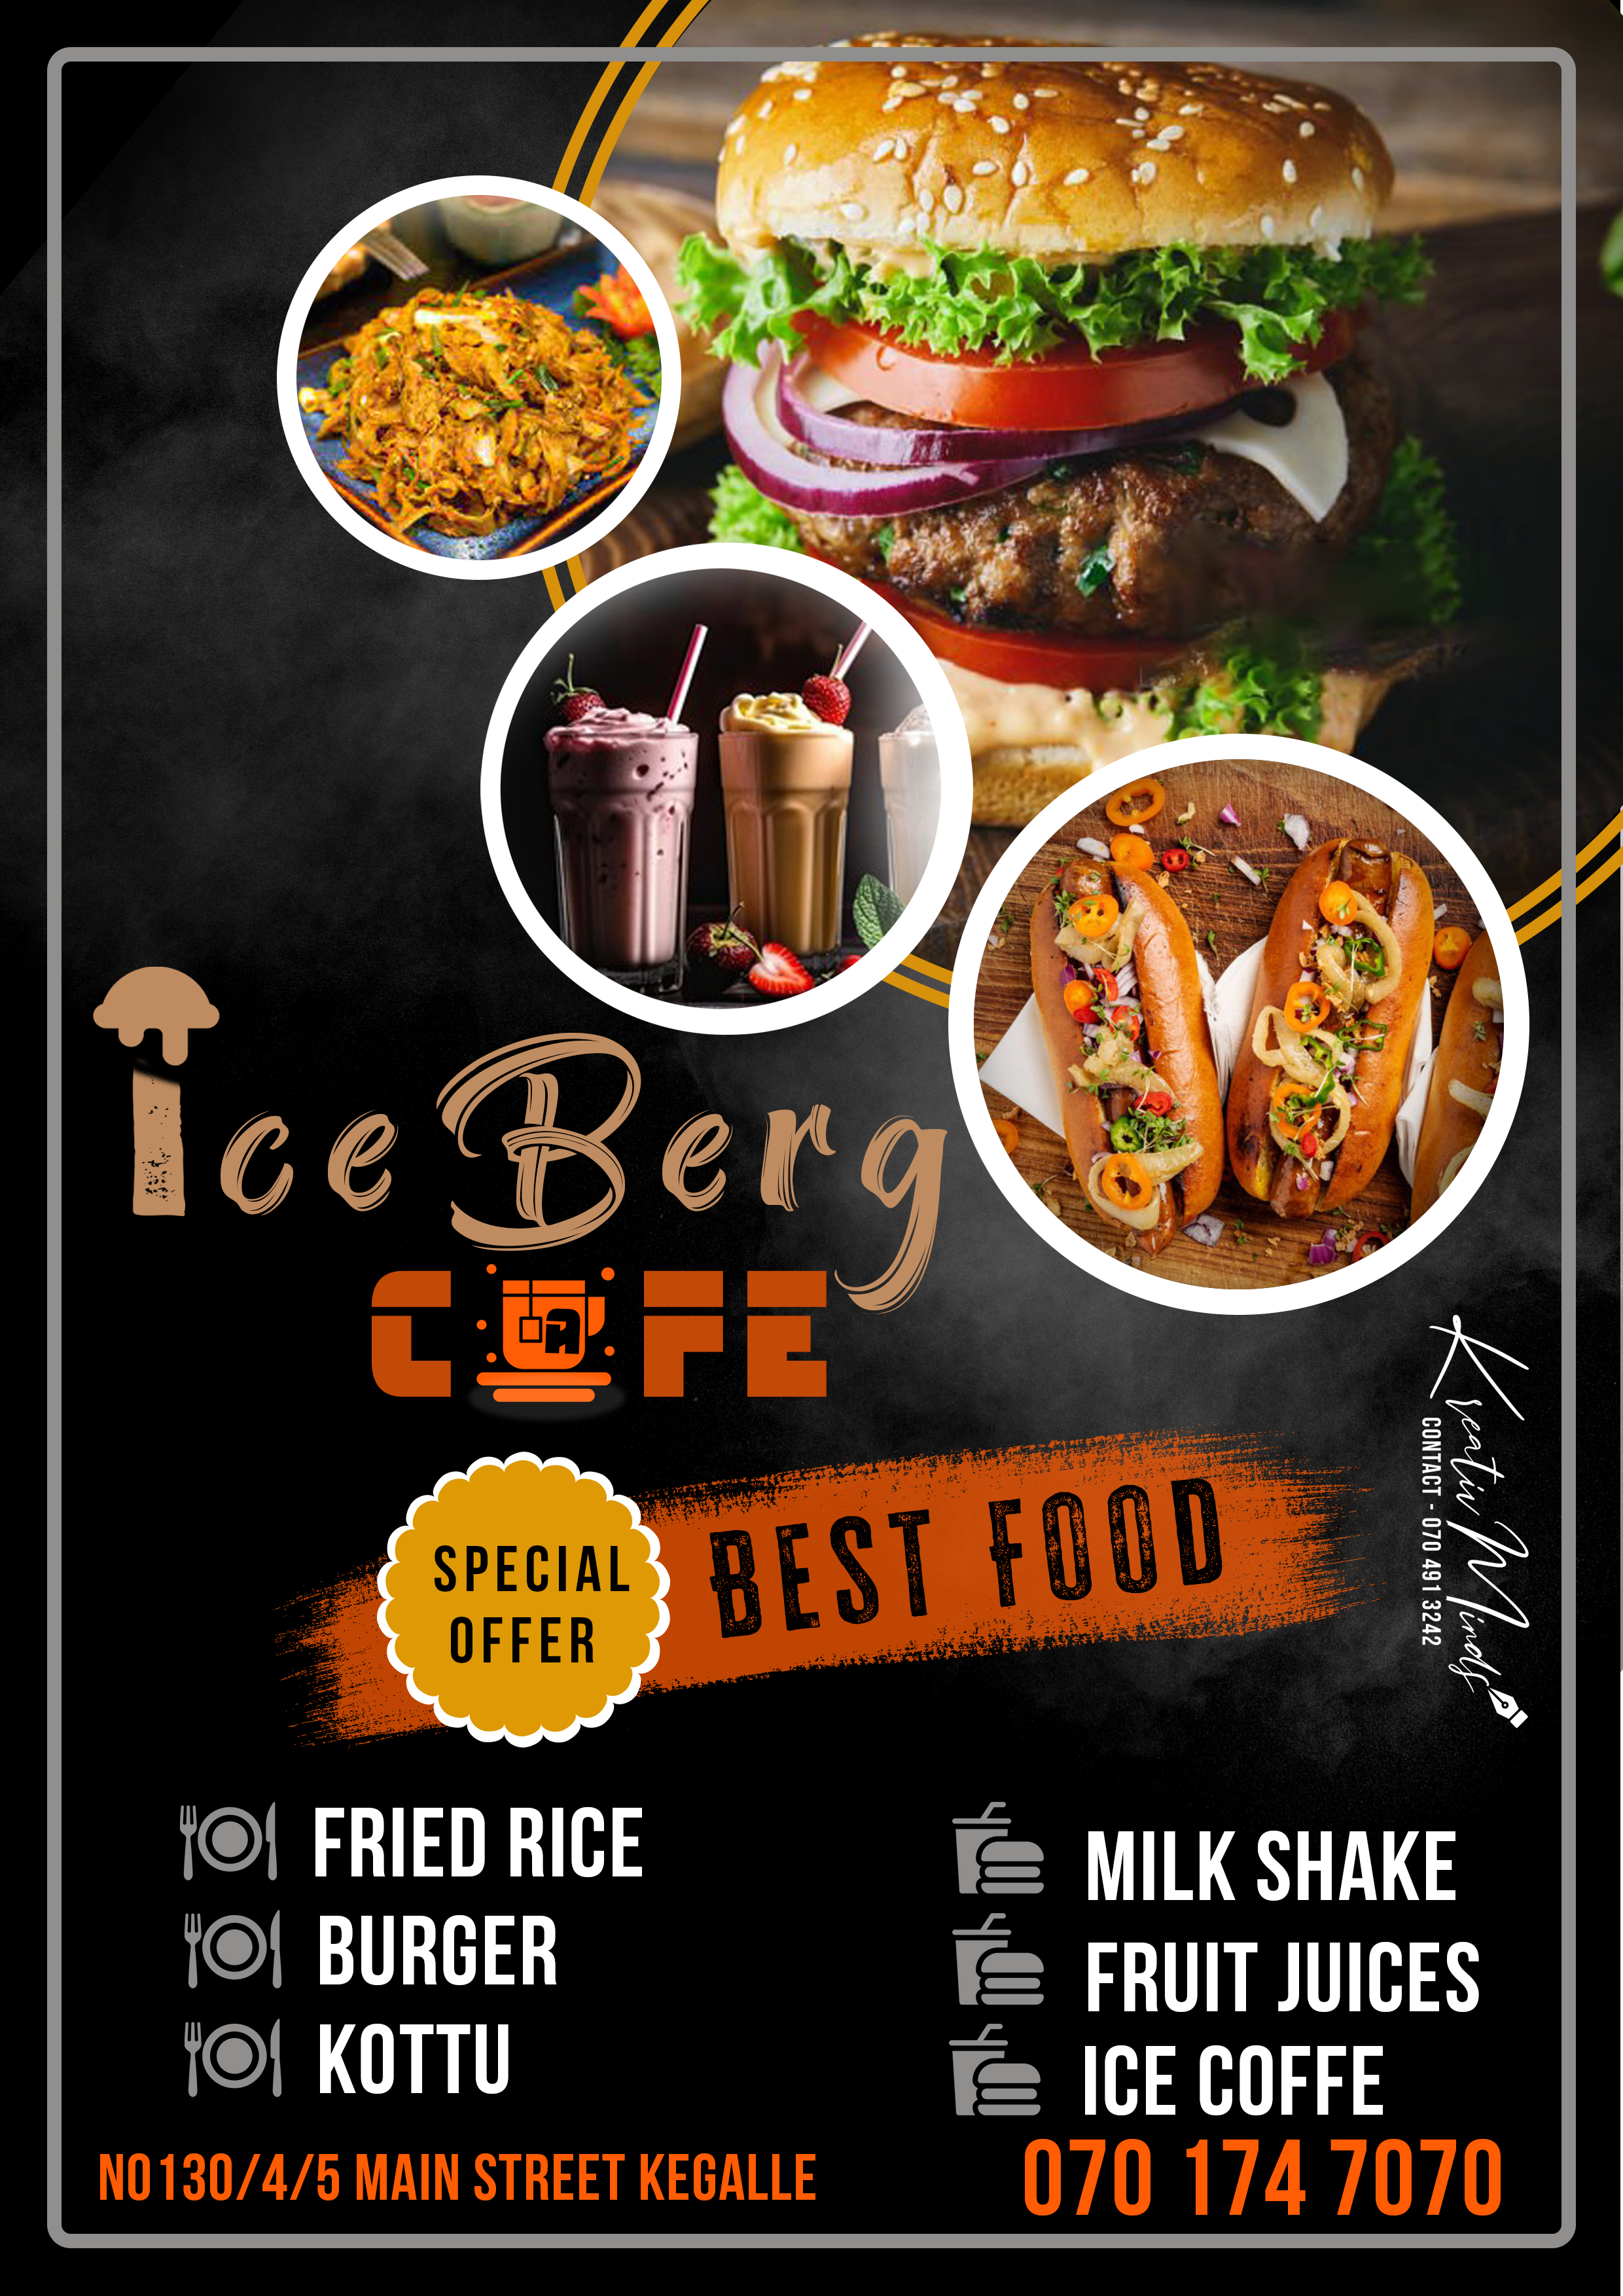 Ice Berg
CAFE
Kreativ Minds
CONTACT - 070 491 3242
SPECIAL
OFFER
BEST FOOD
FRIED RICE
BURGER
KOTTU
MILK SHAKE
FRUIT JUICES
ICE COFFE
NO130/4/5 MAIN STREET KEGALLE
070 174 7070